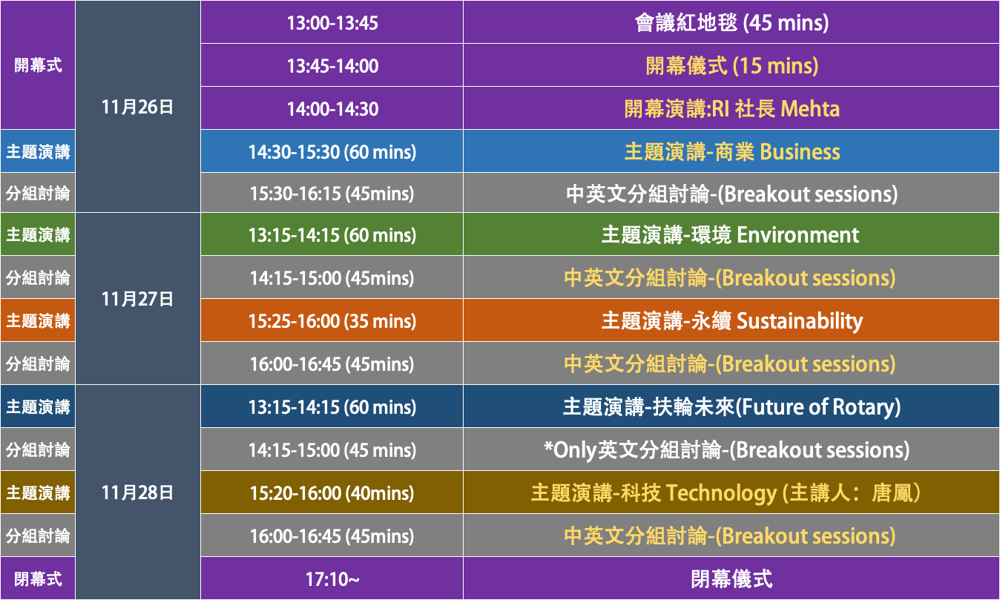 開幕式
11月26日
13:00-13:45
會議紅地毯 (45 mins)
13:45-14:00
開幕儀式 (15 mins)
14:00-14:30
開幕演講:RI 社長 Mehta
主題演講
14:30-15:30 (60 mins)
主題演講-商業 Business
分組討論
15:30-16:15 (45mins)
中英文分組討論-(Breakout sessions)
主題演講
11月27日
13:15-14:15 (60 mins)
主題演講-環境 Environment
分組討論
14:15-15:00 (45mins)
中英文分組討論-(Breakout sessions)
主題演講
15:25-16:00 (35 mins)
主題演講-永續 Sustainability
分組討論
16:00-16:45 (45mins)
中英文分組討論-(Breakout sessions)
主題演講
11月28日
13:15-14:15 (60 mins)
主題演講-扶輪未來(Future of Rotary)
分組討論
14:15-15:00 (45 mins)
*Only英文分組討論-(Breakout sessions)
主題演講
15:20-16:00 (40mins)
主題演講-科技 Technology (主講人：唐鳳）
分組討論
16:00-16:45 (45mins)
中英文分組討論-(Breakout sessions)
閉幕式
17:10~
閉幕儀式